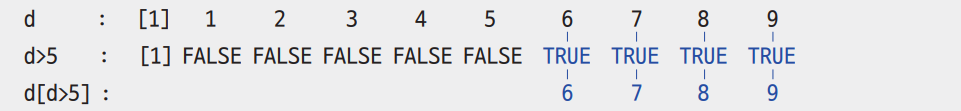 d : [1] 1 2 3 4 5 6 7 8 9
d>5 : [1] FALSE FALSE FALSE FALSE FALSE TRUE TRUE TRUE TRUE
d[d>5] : 6 7 8 9